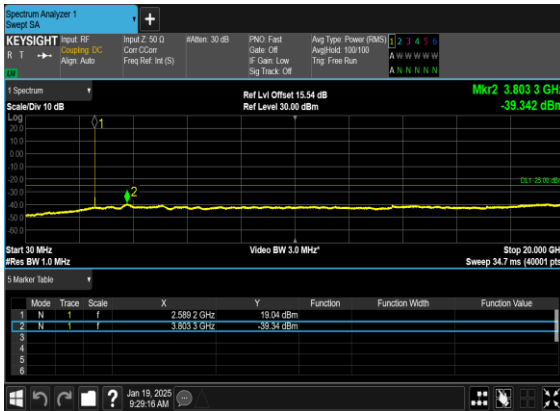 Spectrum Analyzer 1
Swept SA
+
KEYSIGHT
R T
Input: RF
Coupling: DC
Align: Auto
Input Z: 50 Ω
Corr CCorr
Freq Ref: Int (S)
#Atten: 30 dB
PNO: Fast
Gate: Off
IF Gain: Low
Sig Track: Off
Avg Type: Power (RMS)
Avg|Hold: 100/100
Trig: Free Run
1 2 3 4 5 6
A W W W W W
A N N N N N
1 Spectrum
Scale/Div 10 dB
Ref Lvl Offset 15.54 dB
Ref Level 30.00 dBm
Mkr2 3.803 3 GHz
-39.342 dBm
Log
20.0
10.0
0.00
-10.0
-20.0
-30.0
-40.0
-50.0
-60.0
1
2
DL1 -25.00 dBm
Start 30 MHz
#Res BW 1.0 MHz
Video BW 3.0 MHz*
Stop 20.000 GHz
Sweep 34.7 ms (40001 pts)
5 Marker Table
Mode Trace Scale X Y Function Function Width Function Value
1 N 1 f 2.589 2 GHz 19.04 dBm
2 N 1 f 3.803 3 GHz -39.34 dBm
3
4
5
6
?
Jan 19, 2025
9:29:16 AM